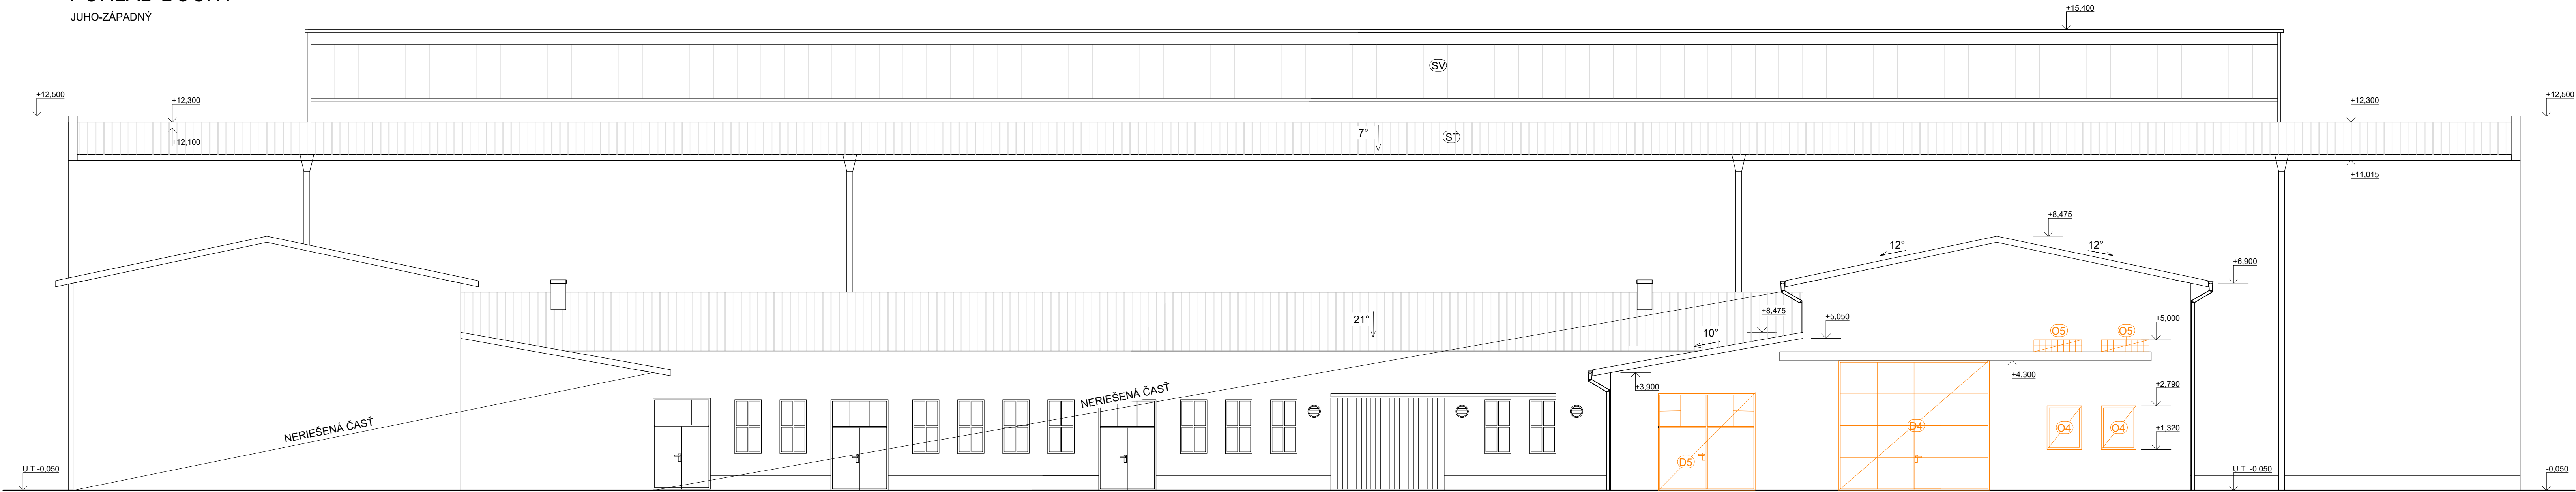 JUHO-ZÁPADNÝ
+15,400
SV
+12,500
+12,300
+12,300
+12,500
7°
ST
+12,100
+11,015
+8,475
12°
12°
+6,900
+8,475
21°
+5,050
+5,000
10°
O5
O5
+4,300
+3,900
+2,790
NERIEŠENÁ ČASŤ
NERIEŠENÁ ČASŤ
D4
O4
O4
+1,320
D5
U.T.-0,050
U.T. -0,050
-0,050